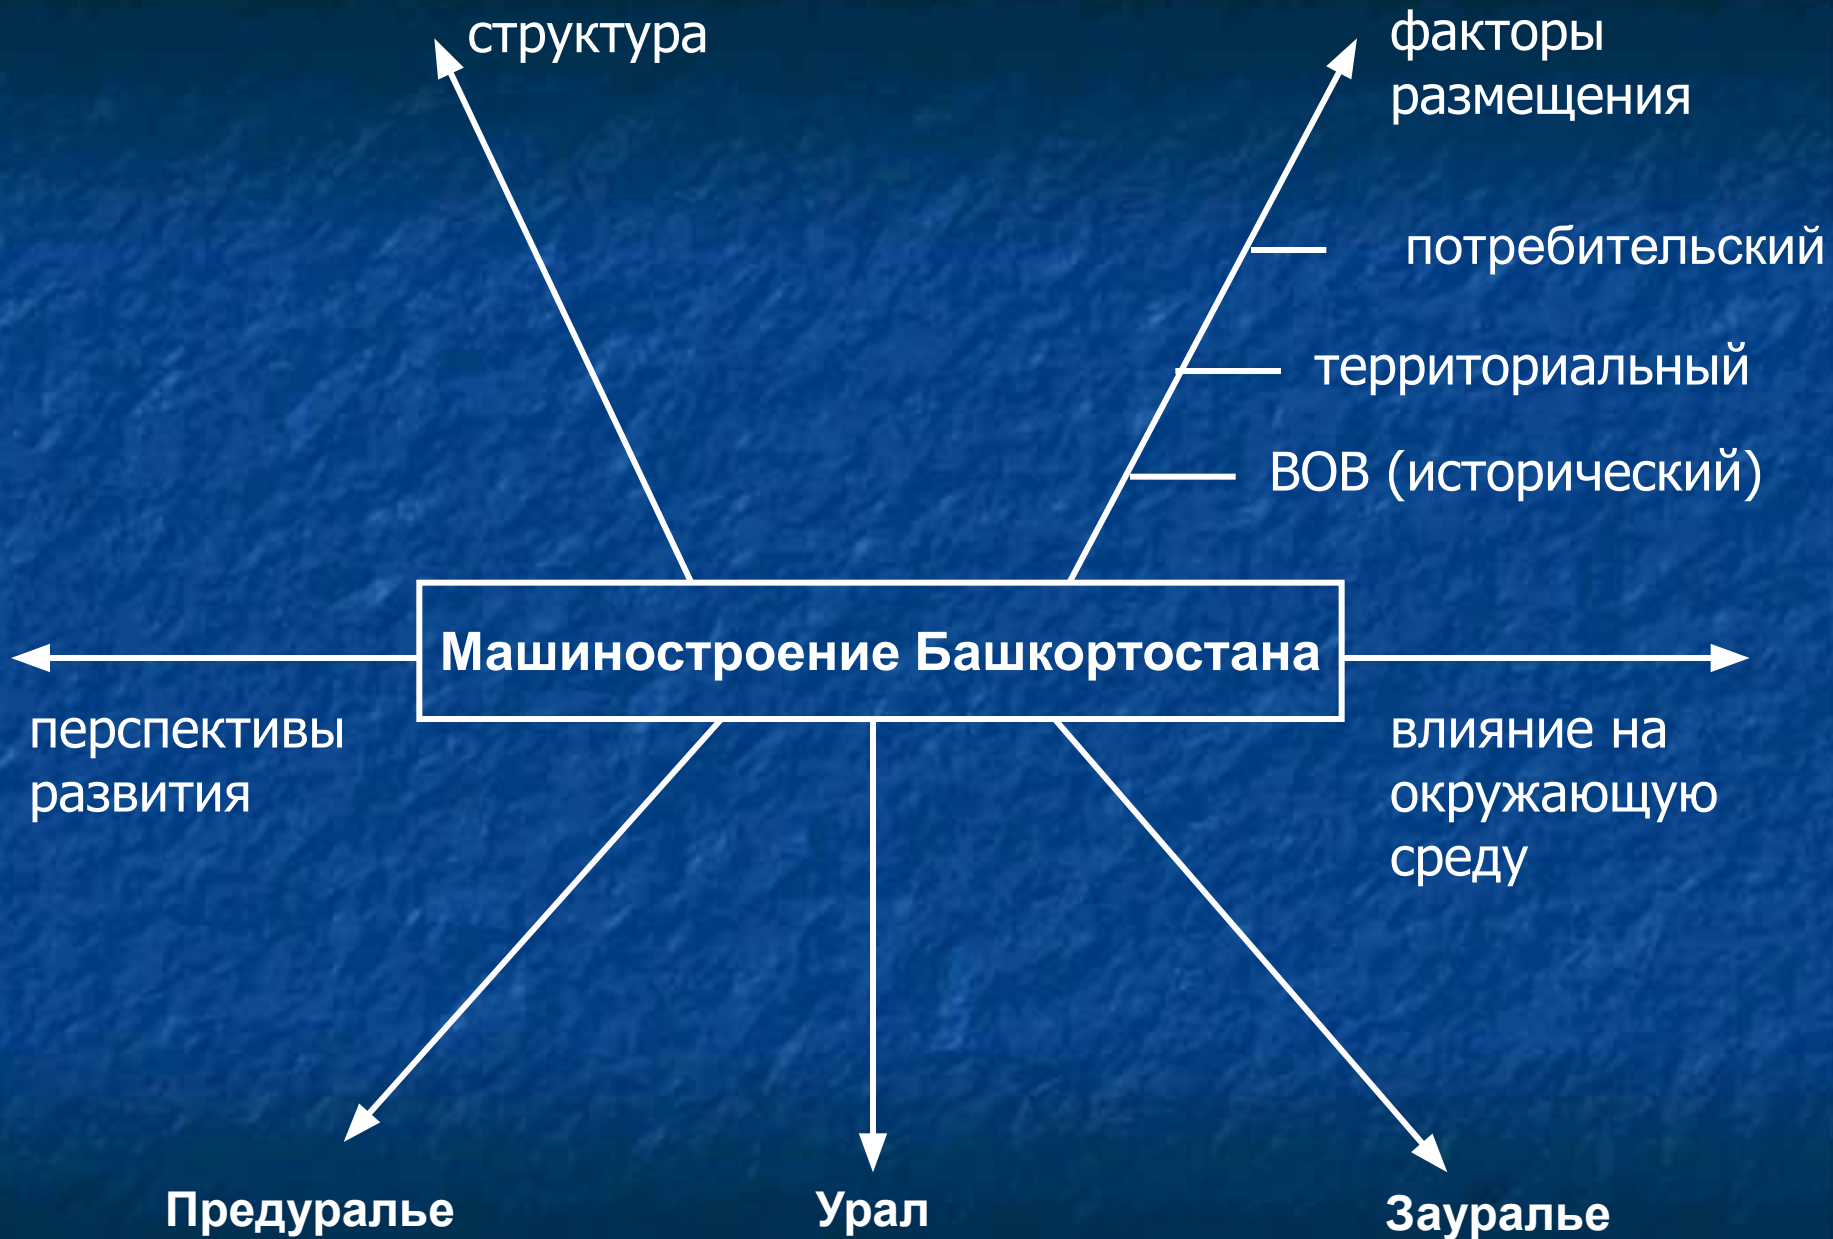 структура
факторы
размещения
потребительский
территориальный
ВОВ (исторический)
Машиностроение Башкортостана
перспективы
развития
влияние на
окружающую
среду
Предуралье
Урал
Зауралье